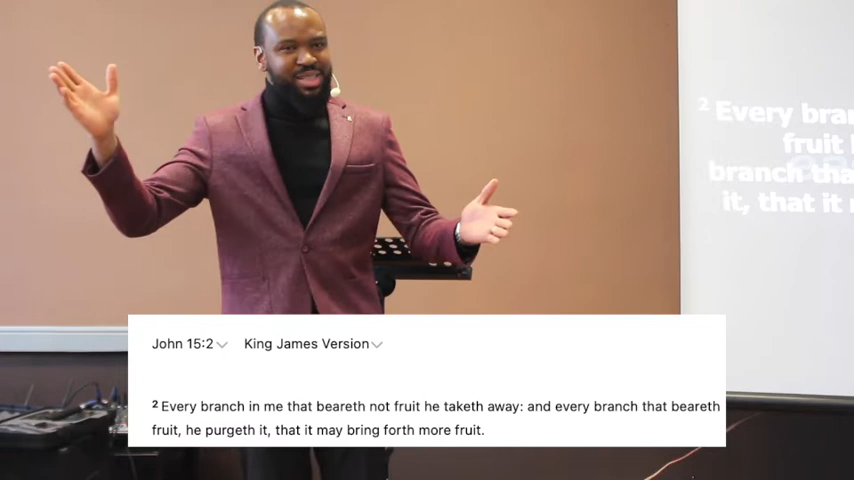 2 Every bra
fruit
branch tha
it, that it
John 15:2 King James Version
2 Every branch in me that beareth not fruit he taketh away: and every branch that beareth
fruit, he purgeth it, that it may bring forth more fruit.